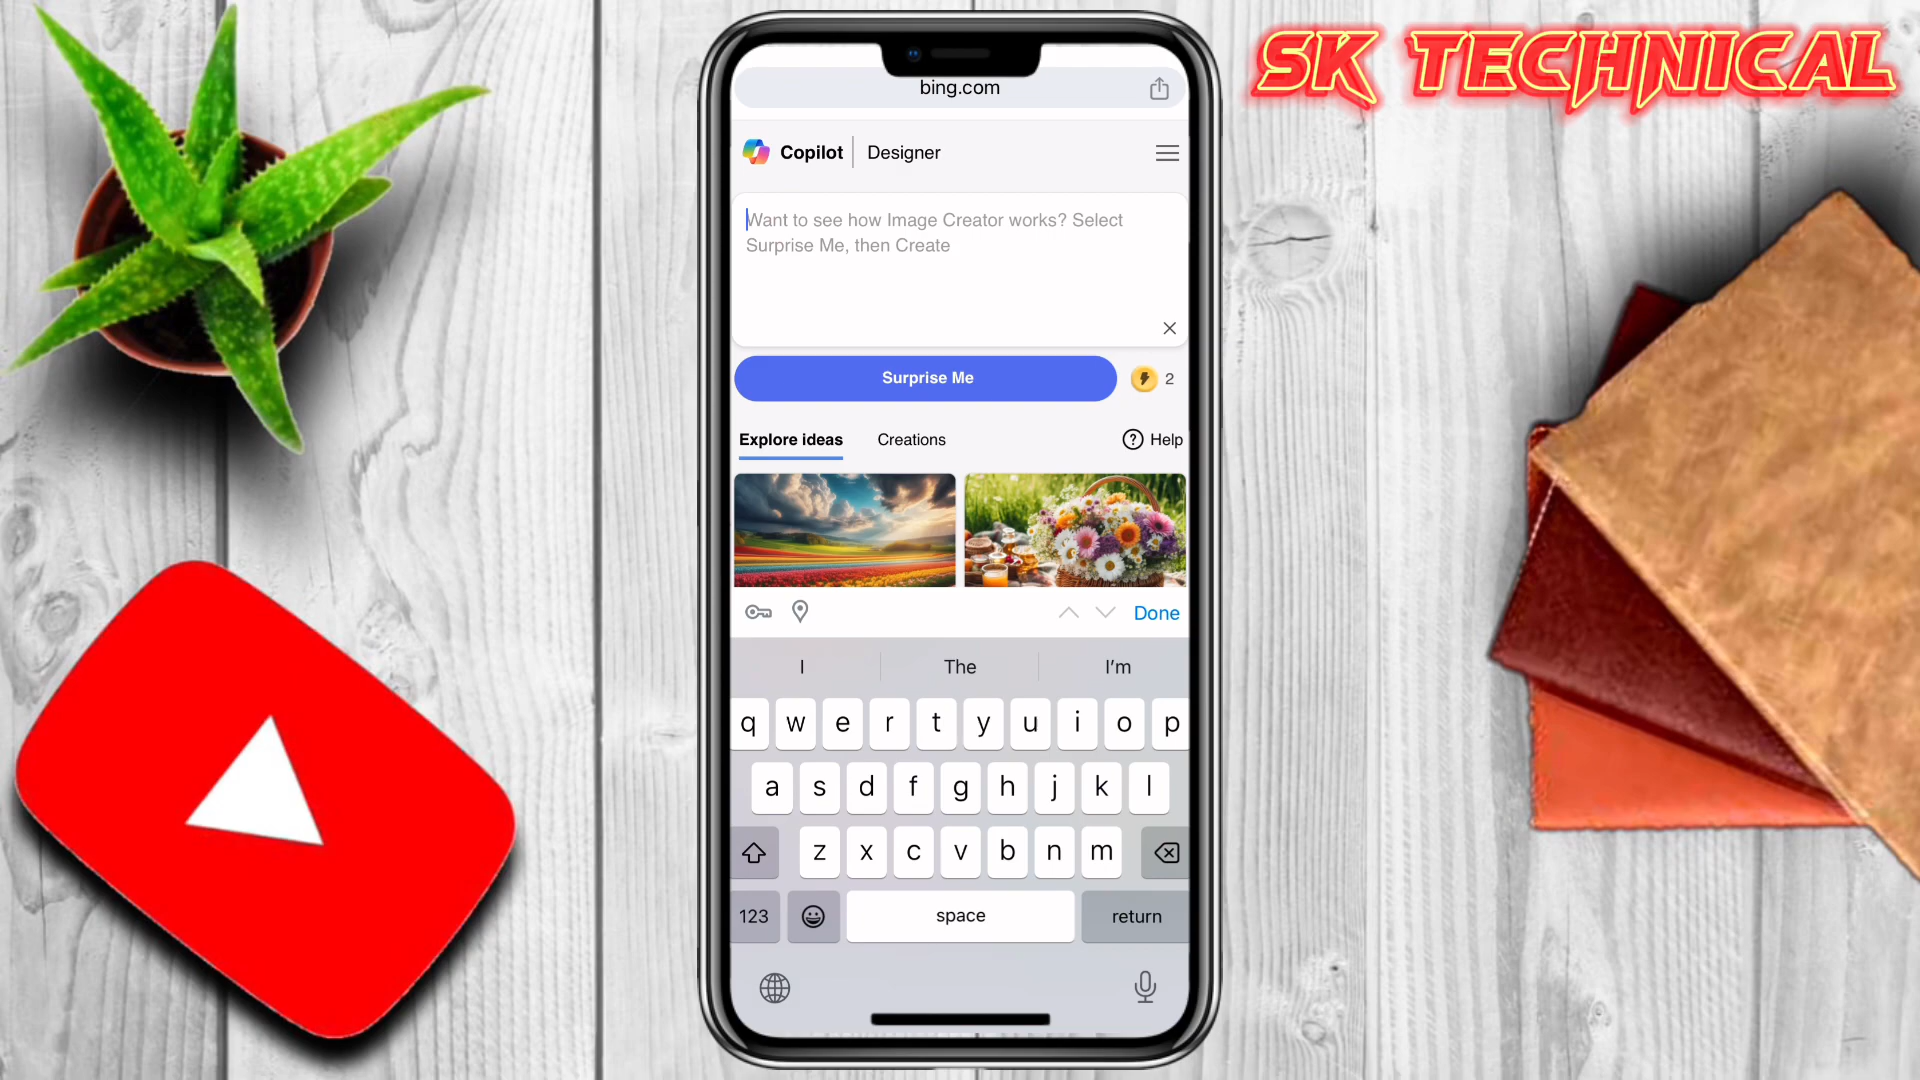 SK TECHNICAL
bing.com
Copilot | Designer
Want to see how Image Creator works? Select
Surprise Me, then Create
Surprise Me
2
Explore ideas
Creations
? Help
Done
I
The
I'm
q w e r t y u i o p
a s d f g h j k l
z x c v b n m
123
space
return